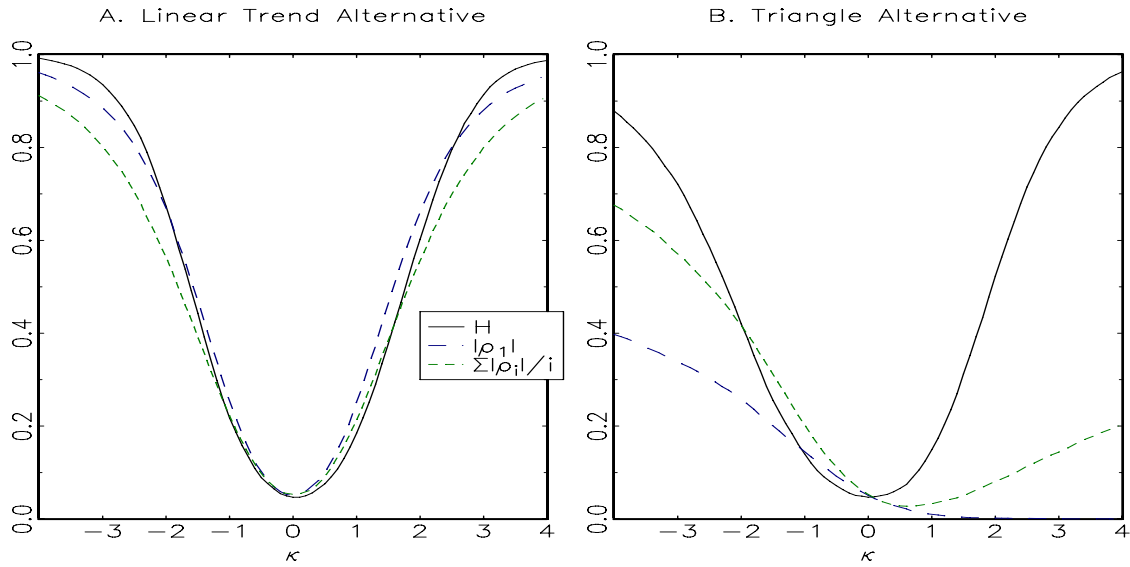 A. Linear Trend Alternative
B. Triangle Alternative
1.0
0.8
0.6
0.4
0.2
0.0
−3 −2 −1 0 1 2 3 4
κ
H
|ρ₁|
Σ|ρᵢ|/i
1.0
0.8
0.6
0.4
0.2
0.0
−3 −2 −1 0 1 2 3 4
κ